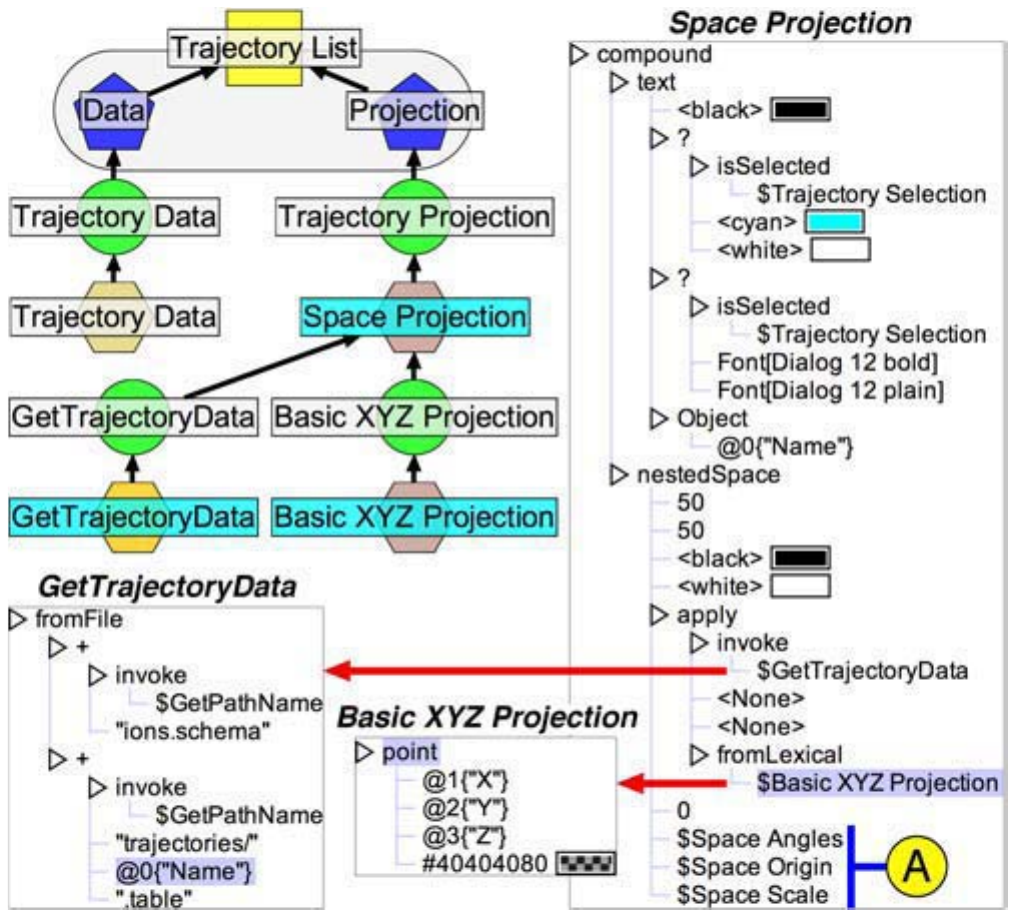 Trajectory List
Data
Projection
Trajectory Data
Trajectory Projection
Trajectory Data
Space Projection
GetTrajectoryData
Basic XYZ Projection
GetTrajectoryData
Basic XYZ Projection
GetTrajectoryData
fromFile
+
invoke
$GetPathName
"ions.schema"
+
invoke
$GetPathName
"trajectories/"
@0{"Name"}
".table"
Basic XYZ Projection
point
@1{"X"}
@2{"Y"}
@3{"Z"}
#40404080
Space Projection
compound
text
<black>
?
isSelected
$Trajectory Selection
<cyan>
<white>
?
isSelected
$Trajectory Selection
Font[Dialog 12 bold]
Font[Dialog 12 plain]
Object
@0{"Name"}
nestedSpace
50
50
<black>
<white>
apply
invoke
$GetTrajectoryData
<None>
<None>
fromLexical
$Basic XYZ Projection
0
$Space Angles
$Space Origin
$Space Scale
A